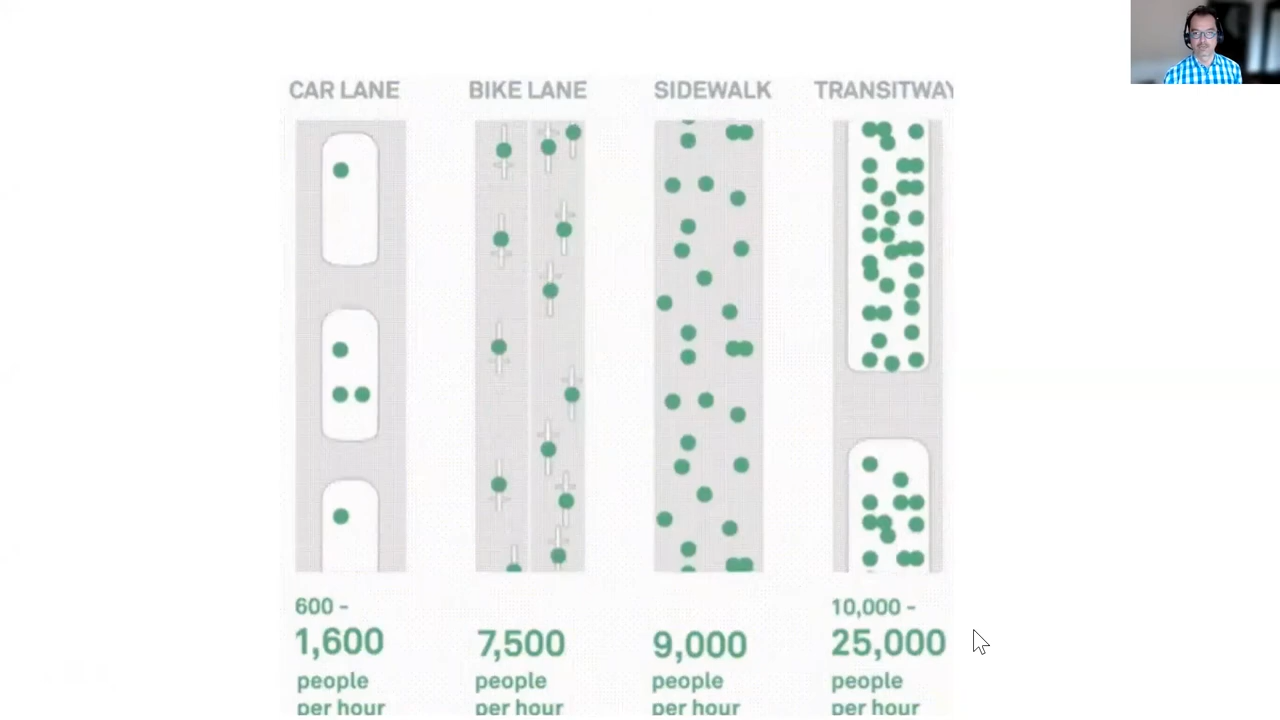 CAR LANE
BIKE LANE
SIDEWALK
TRANSITWAY
600 -
1,600
people
per hour
7,500
people
per hour
9,000
people
per hour
10,000 -
25,000
people
per hour